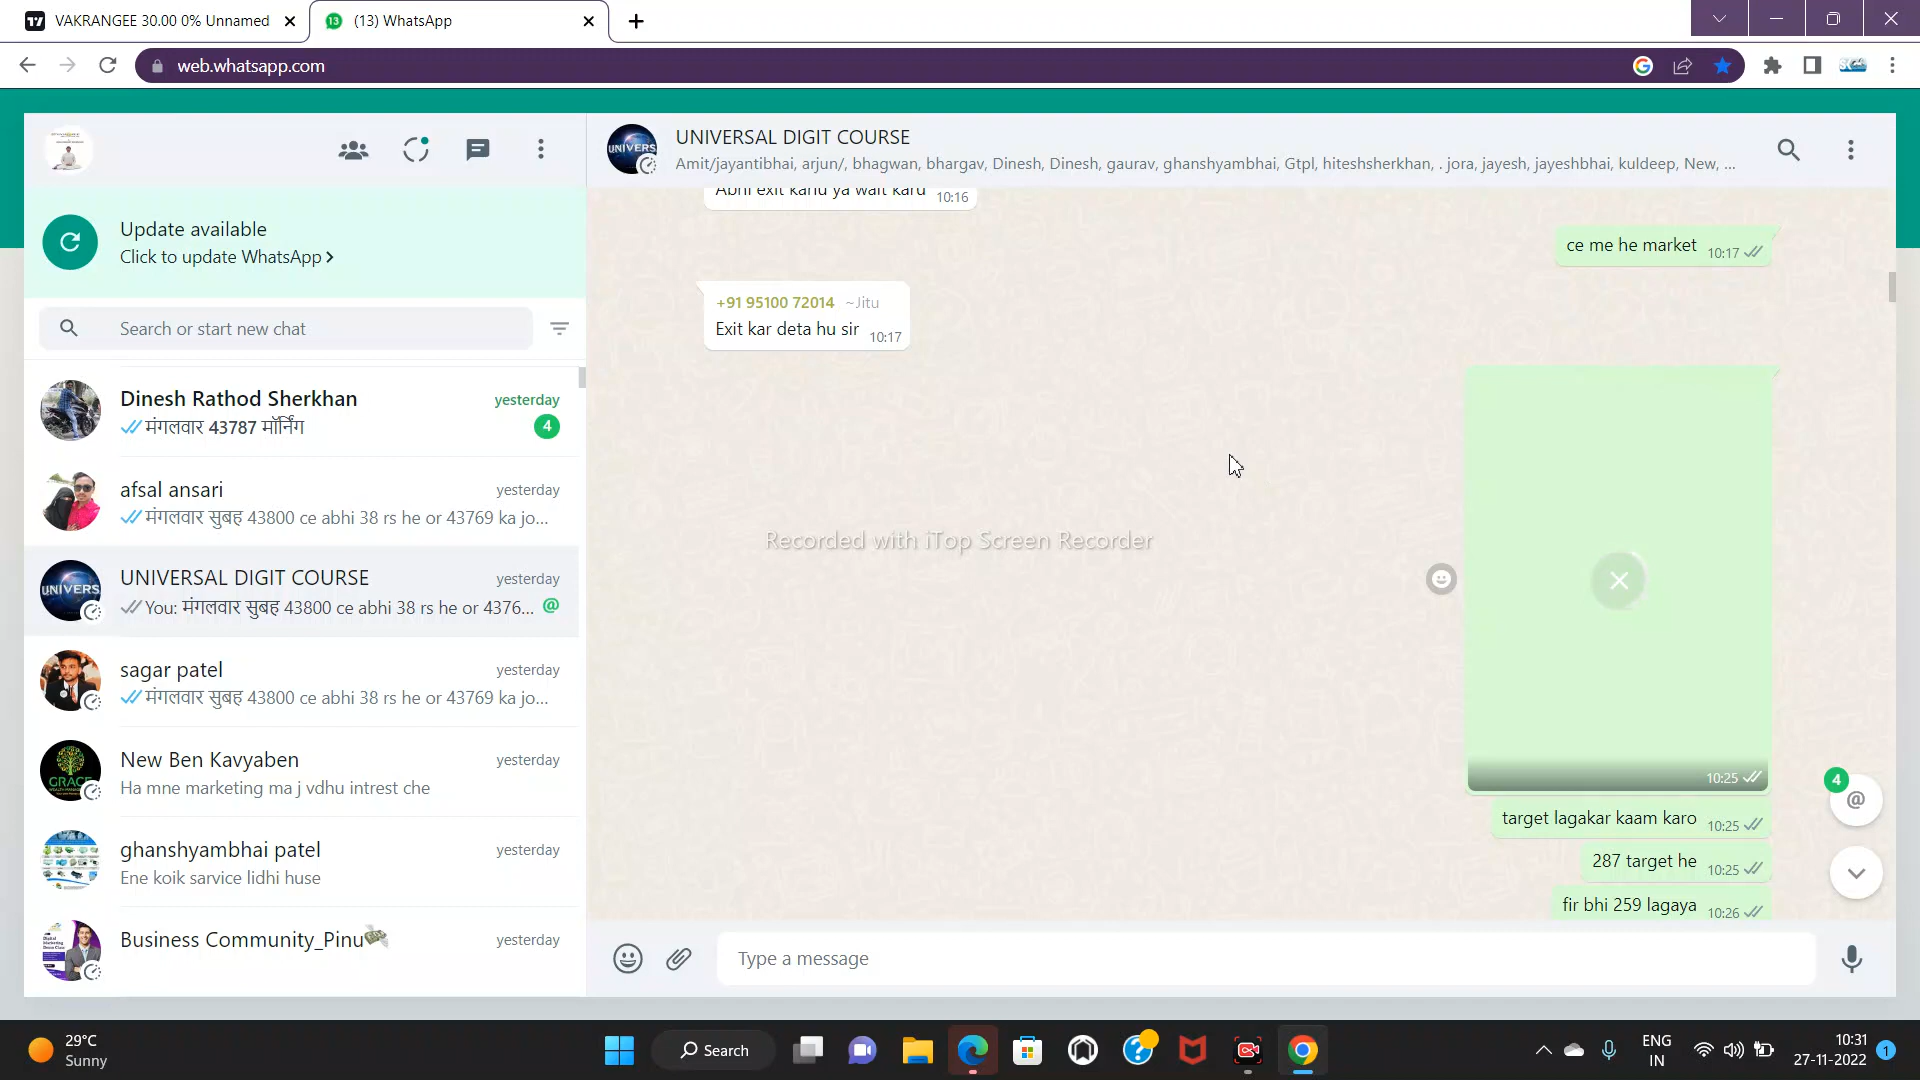 VAKRANGEE 30.00 0% Unnamed
(13) WhatsApp
web.whatsapp.com
UNIVERSAL DIGIT COURSE
Amit/jayantibhai, arjun/, bhagwan, bhargav, Dinesh, Dinesh, gaurav, ghanshyambhai, Gtpl, hiteshsherkhan, . jora, jayesh, jayeshbhai, kuldeep, New, ...
Update available
Click to update WhatsApp
Search or start new chat
Dinesh Rathod Sherkhan
yesterday
मंगलवार 43787 मॉर्निंग
4
afsal ansari
yesterday
मंगलवार सुबह 43800 ce abhi 38 rs he or 43769 ka jo...
UNIVERSAL DIGIT COURSE
yesterday
You: मंगलवार सुबह 43800 ce abhi 38 rs he or 4376... @
sagar patel
yesterday
मंगलवार सुबह 43800 ce abhi 38 rs he or 43769 ka jo...
New Ben Kavyaben
yesterday
Ha mne marketing ma j vdhu intrest che
ghanshyambhai patel
yesterday
Ene koik sarvice lidhi huse
Business Community_Pinu
yesterday
Abhi exit karlu ya wait karu 10:16
ce me he market 10:17
+91 95100 72014 ~Jitu
Exit kar deta hu sir 10:17
Recorded with iTop Screen Recorder
10:25
target lagakar kaam karo 10:25
287 target he 10:25
fir bhi 259 lagaya 10:26
4
@
Type a message
29°C
Sunny
Search
ENG
IN
10:31
27-11-2022
1